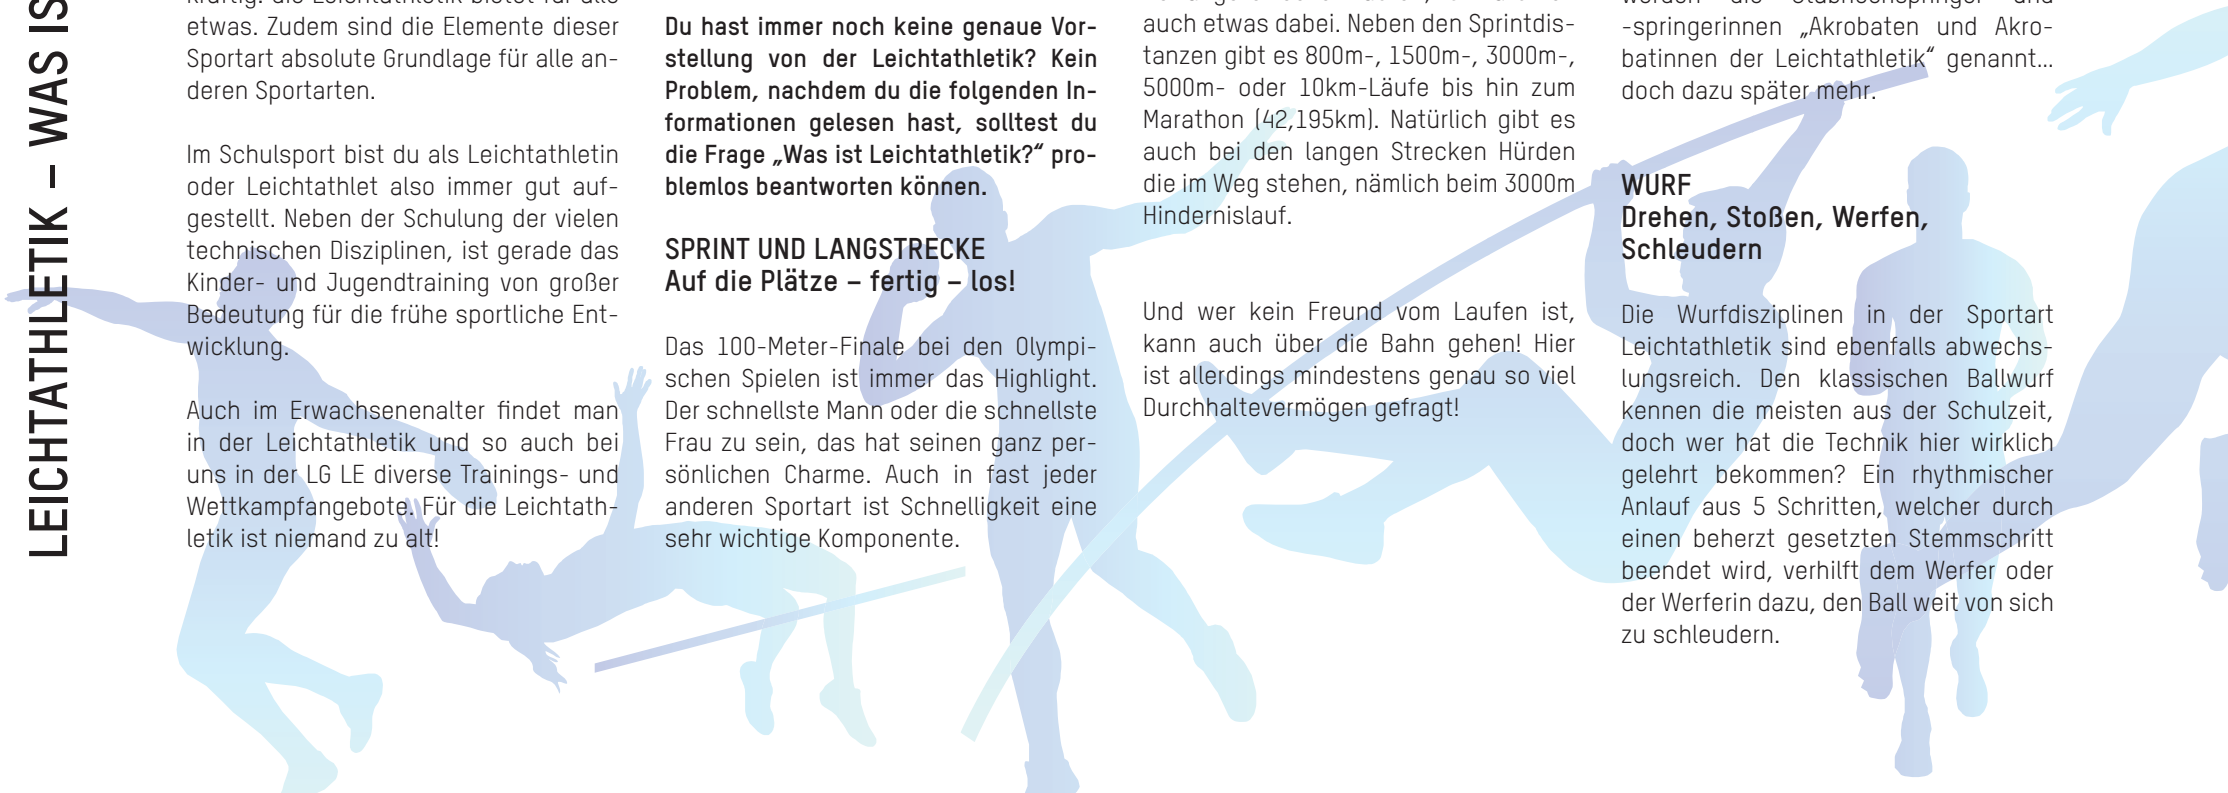 LEICHTATHLETIK – WAS IS
etwas. Zudem sind die Elemente dieser
Sportart absolute Grundlage für alle an-
deren Sportarten.
Im Schulsport bist du als Leichtathletin
oder Leichtathlet also immer gut auf-
gestellt. Neben der Schulung der vielen
technischen Disziplinen, ist gerade das
Kinder- und Jugendtraining von großer
Bedeutung für die frühe sportliche Ent-
wicklung.
Auch im Erwachsenenalter findet man
in der Leichtathletik und so auch bei
uns in der LG LE diverse Trainings- und
Wettkampfangebote. Für die Leichtath-
letik ist niemand zu alt!
Du hast immer noch keine genaue Vor-
stellung von der Leichtathletik? Kein
Problem, nachdem du die folgenden In-
formationen gelesen hast, solltest du
die Frage „Was ist Leichtathletik?“ pro-
blemlos beantworten können.
SPRINT UND LANGSTRECKE
Auf die Plätze – fertig – los!
Das 100-Meter-Finale bei den Olympi-
schen Spielen ist immer das Highlight.
Der schnellste Mann oder die schnellste
Frau zu sein, das hat seinen ganz per-
sönlichen Charme. Auch in fast jeder
anderen Sportart ist Schnelligkeit eine
sehr wichtige Komponente.
auch etwas dabei. Neben den Sprintdis-
tanzen gibt es 800m-, 1500m-, 3000m-,
5000m- oder 10km-Läufe bis hin zum
Marathon (42,195km). Natürlich gibt es
auch bei den langen Strecken Hürden
die im Weg stehen, nämlich beim 3000m
Hindernislauf.
Und wer kein Freund vom Laufen ist,
kann auch über die Bahn gehen! Hier
ist allerdings mindestens genau so viel
Durchhaltevermögen gefragt!
werden die Stabhochspringer und
-springerinnen „Akrobaten und Akro-
batinnen der Leichtathletik“ genannt...
doch dazu später mehr.
WURF
Drehen, Stoßen, Werfen,
Schleudern
Die Wurfdisziplinen in der Sportart
Leichtathletik sind ebenfalls abwechs-
lungsreich. Den klassischen Ballwurf
kennen die meisten aus der Schulzeit,
doch wer hat die Technik hier wirklich
gelehrt bekommen? Ein rhythmischer
Anlauf aus 5 Schritten, welcher durch
einen beherzt gesetzten Stemmschritt
beendet wird, verhilft dem Werfer oder
der Werferin dazu, den Ball weit von sich
zu schleudern.